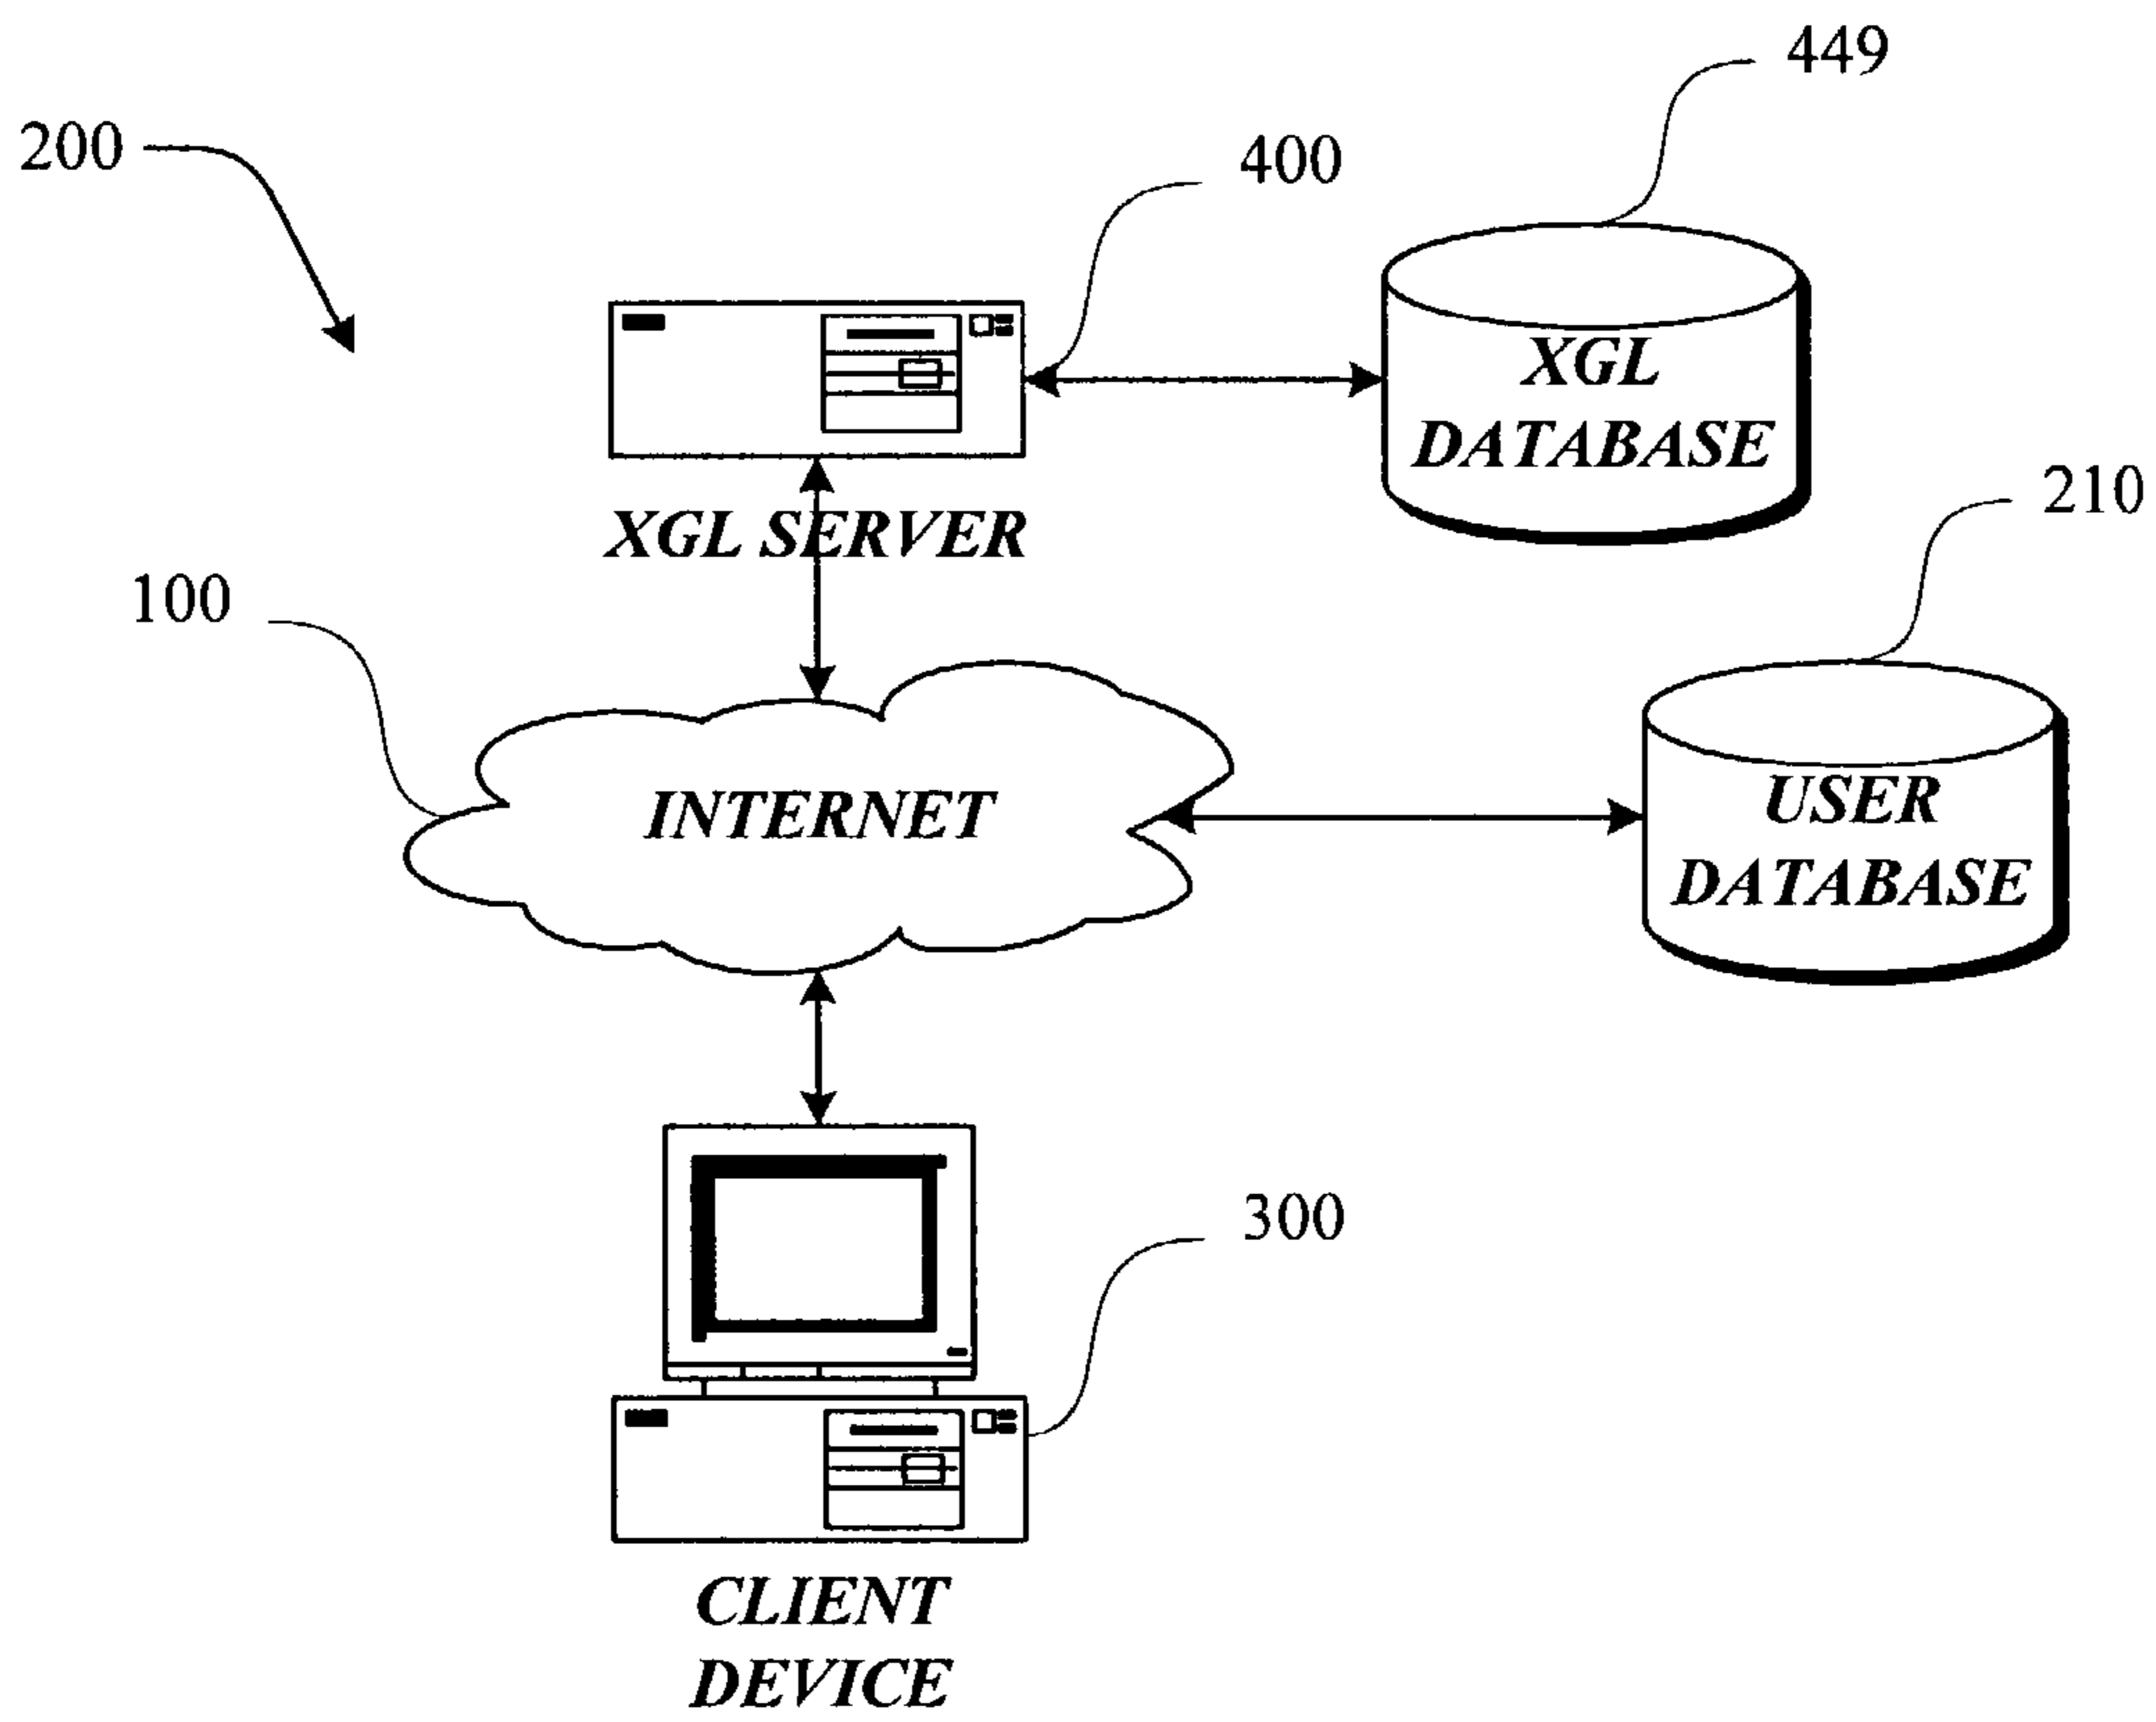 449
200
400
XGL
DATABASE
210
XGL SERVER
100
INTERNET
USER
DATABASE
300
CLIENT
DEVICE